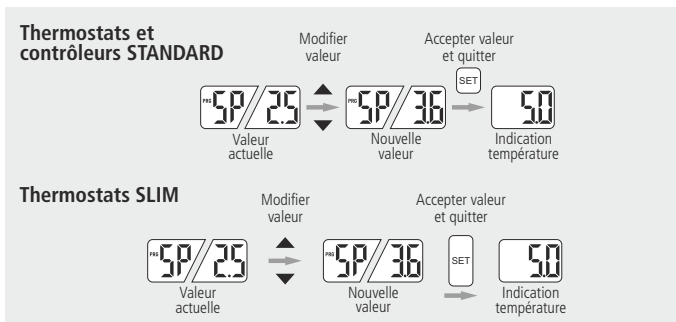 Thermostats et
contrôleurs STANDARD
Modifier
valeur
Accepter valeur
et quitter
SET
PRG SP / 2.5
PRG SP / 3.6
5.0
Valeur
actuelle
Nouvelle
valeur
Indication
température
Thermostats SLIM
Modifier
valeur
Accepter valeur
et quitter
PRG SP / 2.5
PRG SP / 3.6
SET
5.0
Valeur
actuelle
Nouvelle
valeur
Indication
température